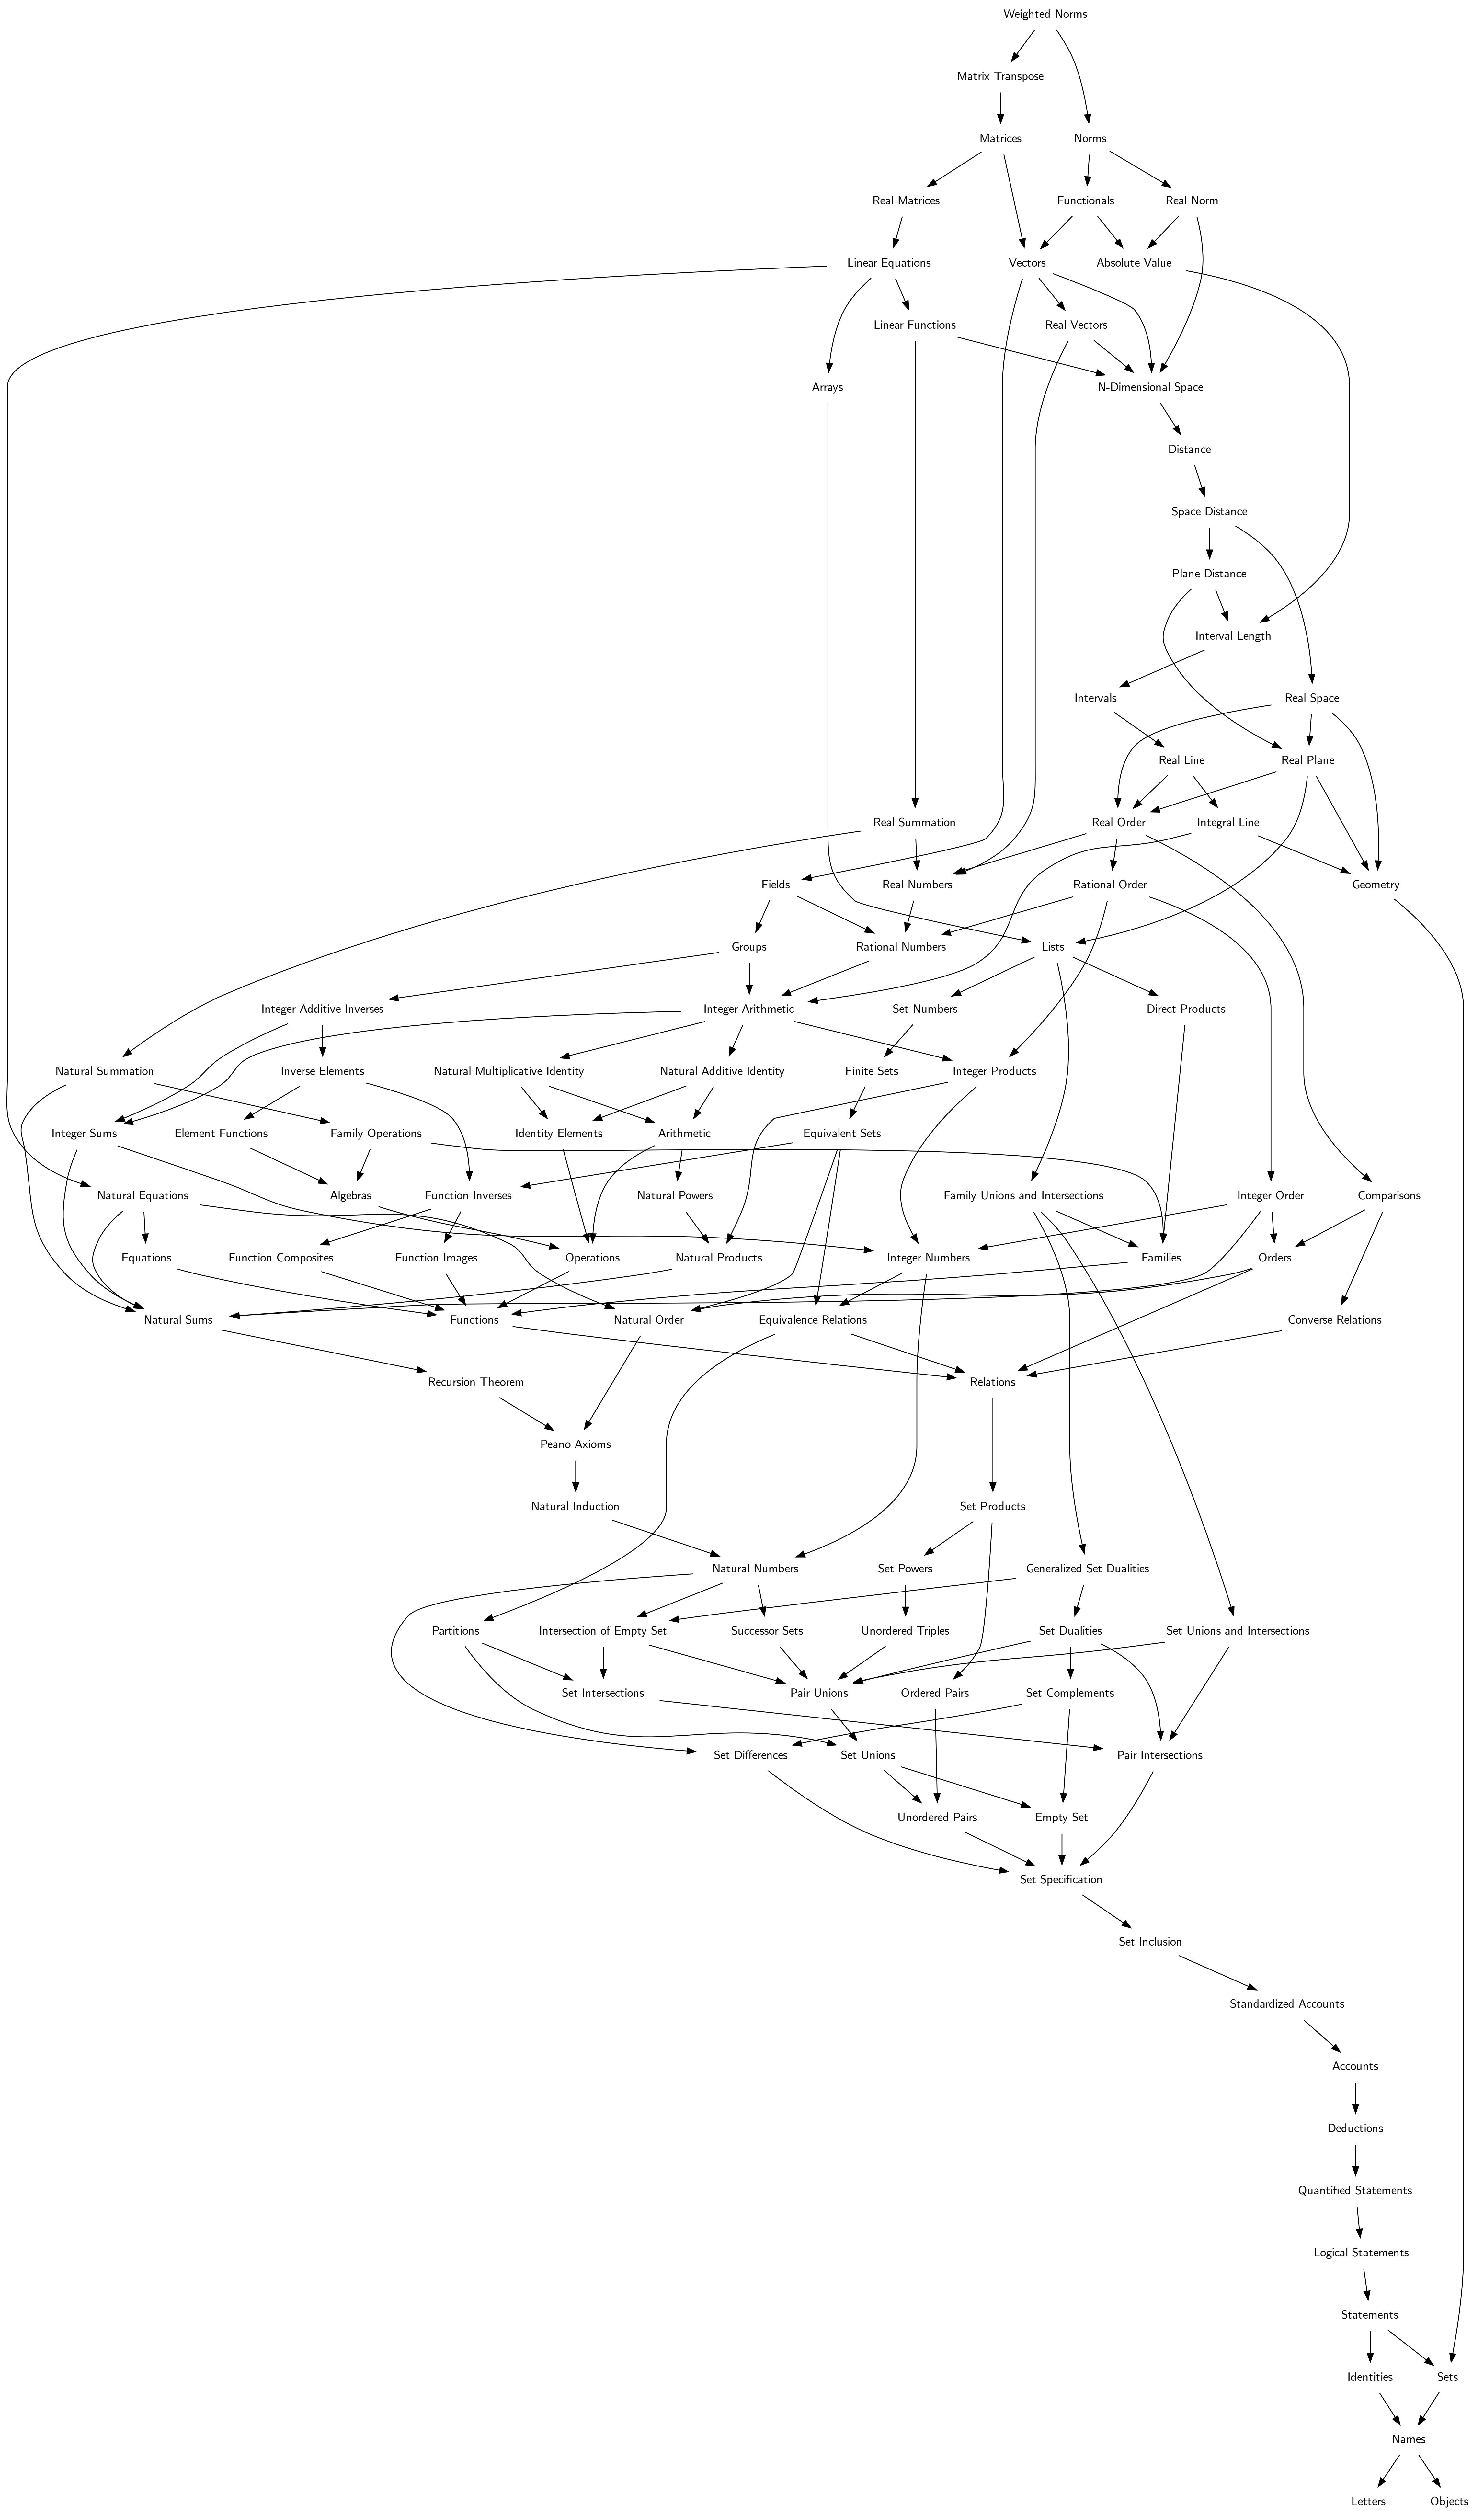 Weighted Norms
Matrix Transpose
Matrices
Norms
Real Matrices
Functionals
Real Norm
Linear Equations
Vectors
Absolute Value
Linear Functions
Real Vectors
Arrays
N-Dimensional Space
Distance
Space Distance
Plane Distance
Interval Length
Intervals
Real Space
Real Line
Real Plane
Real Summation
Real Order
Integral Line
Fields
Real Numbers
Rational Order
Geometry
Groups
Rational Numbers
Lists
Integer Additive Inverses
Integer Arithmetic
Set Numbers
Direct Products
Natural Summation
Inverse Elements
Natural Multiplicative Identity
Natural Additive Identity
Finite Sets
Integer Products
Integer Sums
Element Functions
Family Operations
Identity Elements
Arithmetic
Equivalent Sets
Natural Equations
Algebras
Function Inverses
Natural Powers
Family Unions and Intersections
Integer Order
Comparisons
Equations
Function Composites
Function Images
Operations
Natural Products
Integer Numbers
Families
Orders
Natural Sums
Functions
Natural Order
Equivalence Relations
Converse Relations
Recursion Theorem
Relations
Peano Axioms
Natural Induction
Set Products
Natural Numbers
Set Powers
Generalized Set Dualities
Partitions
Intersection of Empty Set
Successor Sets
Unordered Triples
Set Dualities
Set Unions and Intersections
Set Intersections
Pair Unions
Ordered Pairs
Set Complements
Set Differences
Set Unions
Pair Intersections
Unordered Pairs
Empty Set
Set Specification
Set Inclusion
Standardized Accounts
Accounts
Deductions
Quantified Statements
Logical Statements
Statements
Identities
Sets
Names
Letters
Objects